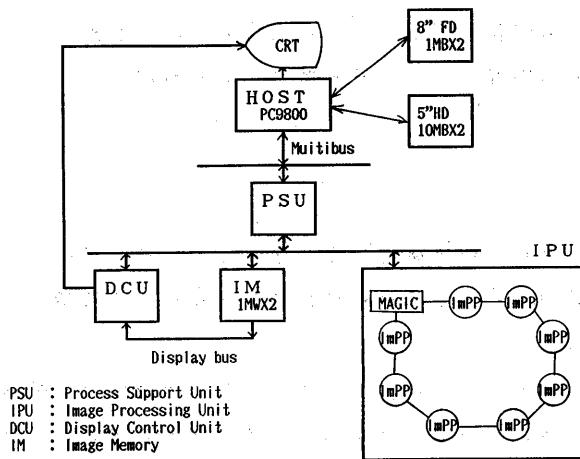 CRT
8" FD
1MBX2
HOST
PC9800
5"HD
10MBX2
Muitibus
PSU
IPU
DCU
IM
1MWX2
MAGIC
ImPP
ImPP
ImPP
ImPP
ImPP
ImPP
ImPP
ImPP
Display bus
PSU : Process Support Unit
IPU : Image Processing Unit
DCU : Display Control Unit
IM : Image Memory